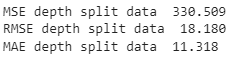 MSE depth split data  330.509
RMSE depth split data  18.180
MAE depth split data  11.318